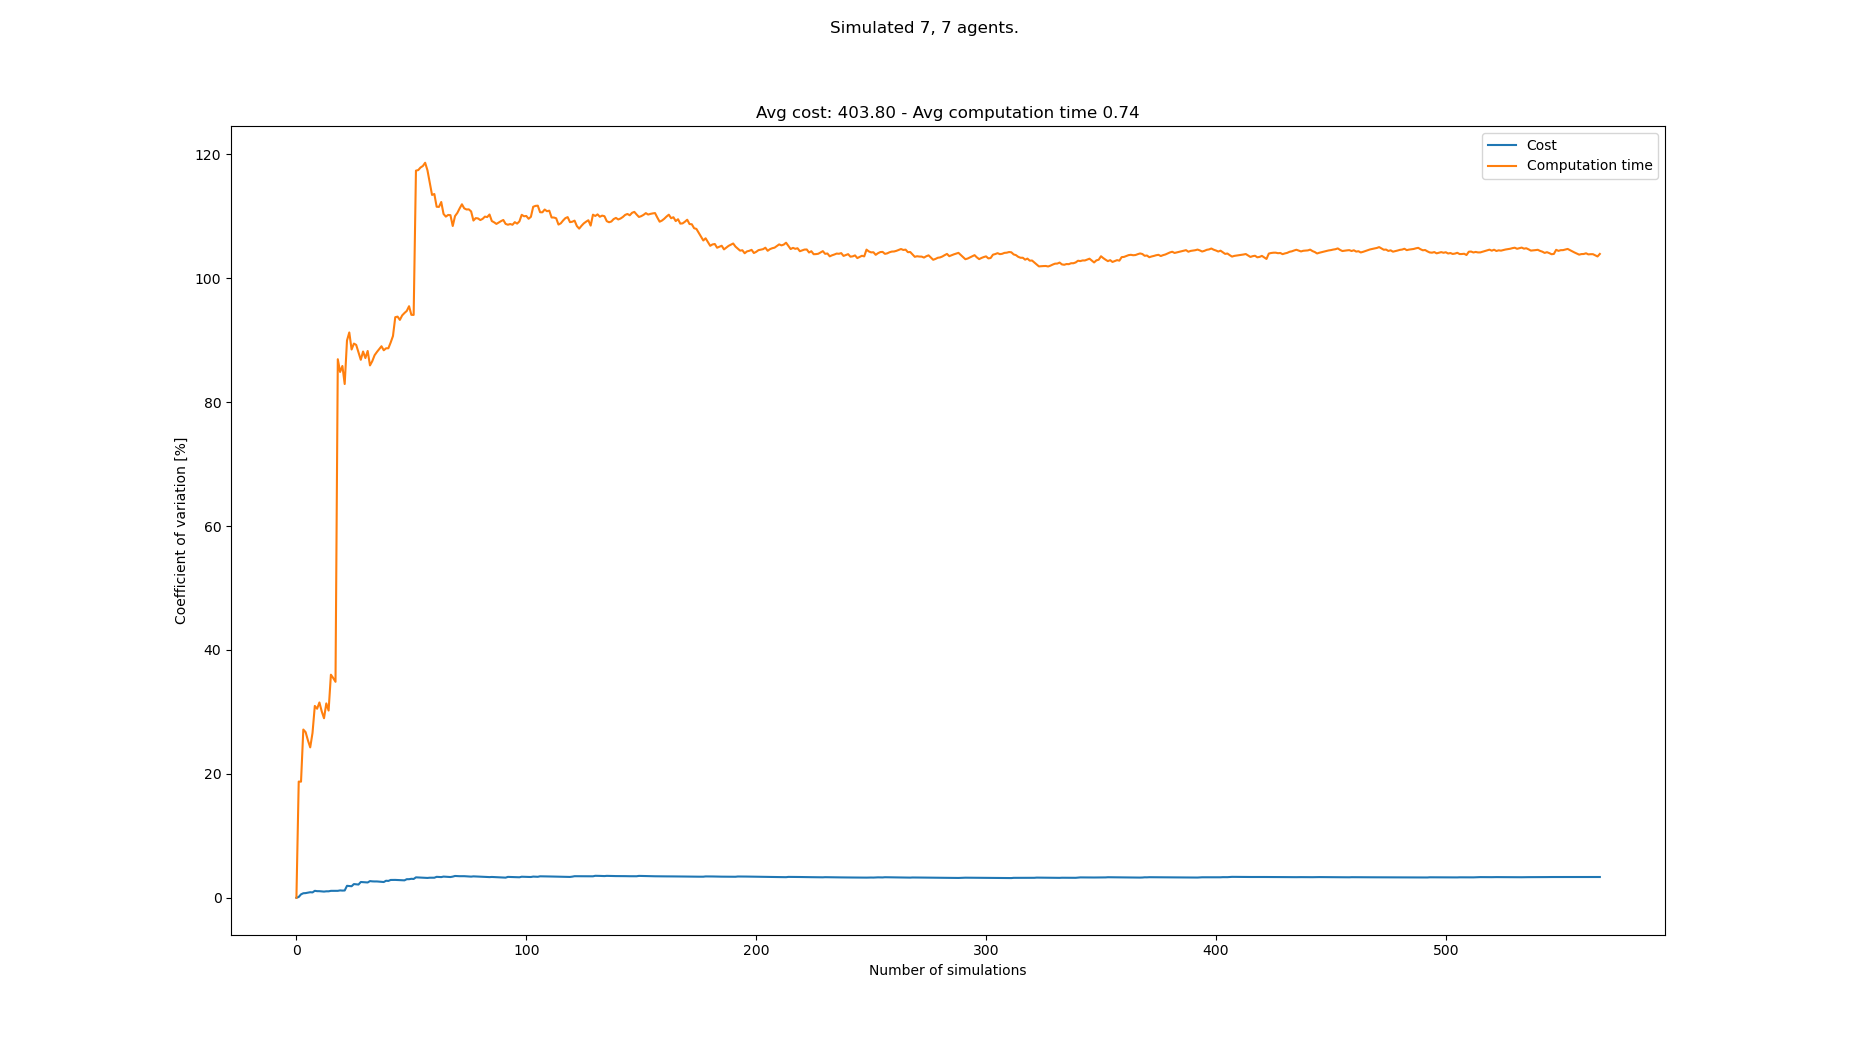 Simulated 7, 7 agents.
Avg cost: 403.80 - Avg computation time 0.74
Cost
Computation time
120
100
80
60
40
20
0
Coefficient of variation [%]
0 100 200 300 400 500
Number of simulations